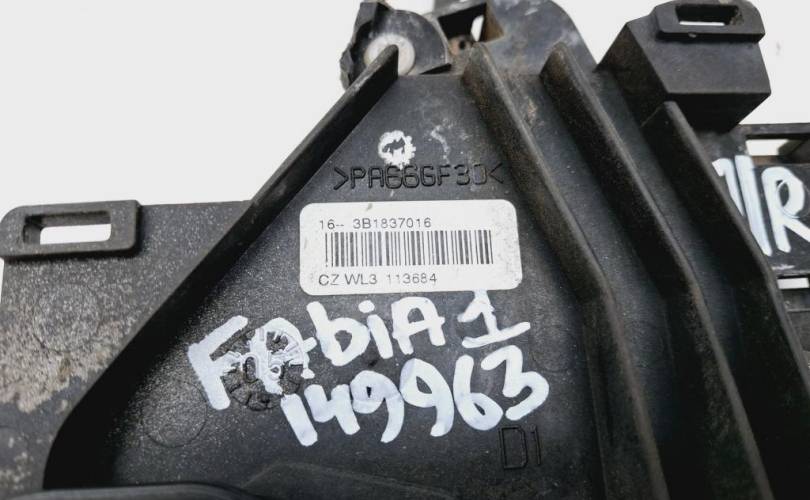 >PA66GF30<
16-- 3B1837016
CZ WL3 113684
FAbiA 1
149963
D1